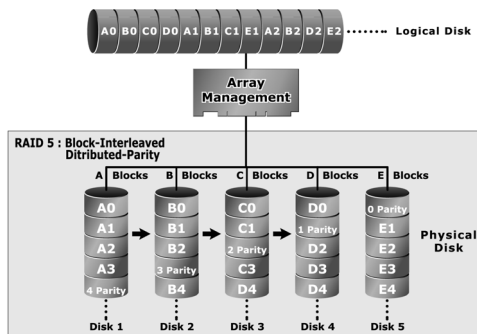 A0 B0 C0 D0 A1 B1 C1 E1 A2 B2 D2 E2 Logical Disk
Array
Management
RAID 5 : Block-Interleaved
Ditributed-Parity
A Blocks B Blocks C Blocks D Blocks E Blocks
A0 B0 C0 D0 0 Parity
A1 B1 C1 1 Parity E1
A2 B2 2 Parity D2 E2
A3 3 Parity C3 D3 E3
4 Parity B4 D4 D4 E4
Physical
Disk
Disk 1 Disk 2 Disk 3 Disk 4 Disk 5